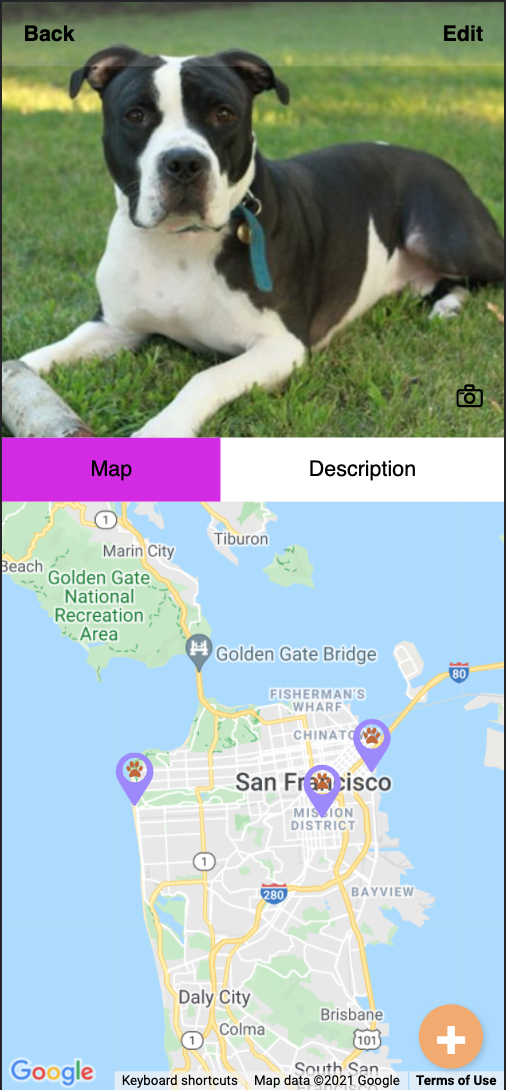 Back
Edit
Map
Description
1
Marin City
Tiburon
Beach
Golden Gate
National
Recreation
Area
Golden Gate Bridge
80
FISHERMAN'S
WHARF
CHINATO
San Francisco
MISSION
DISTRICT
1
280
BAYVIEW
Daly City
Brisbane
Colma
1
101
South San
Google
Keyboard shortcuts
Map data ©2021 Google
Terms of Use